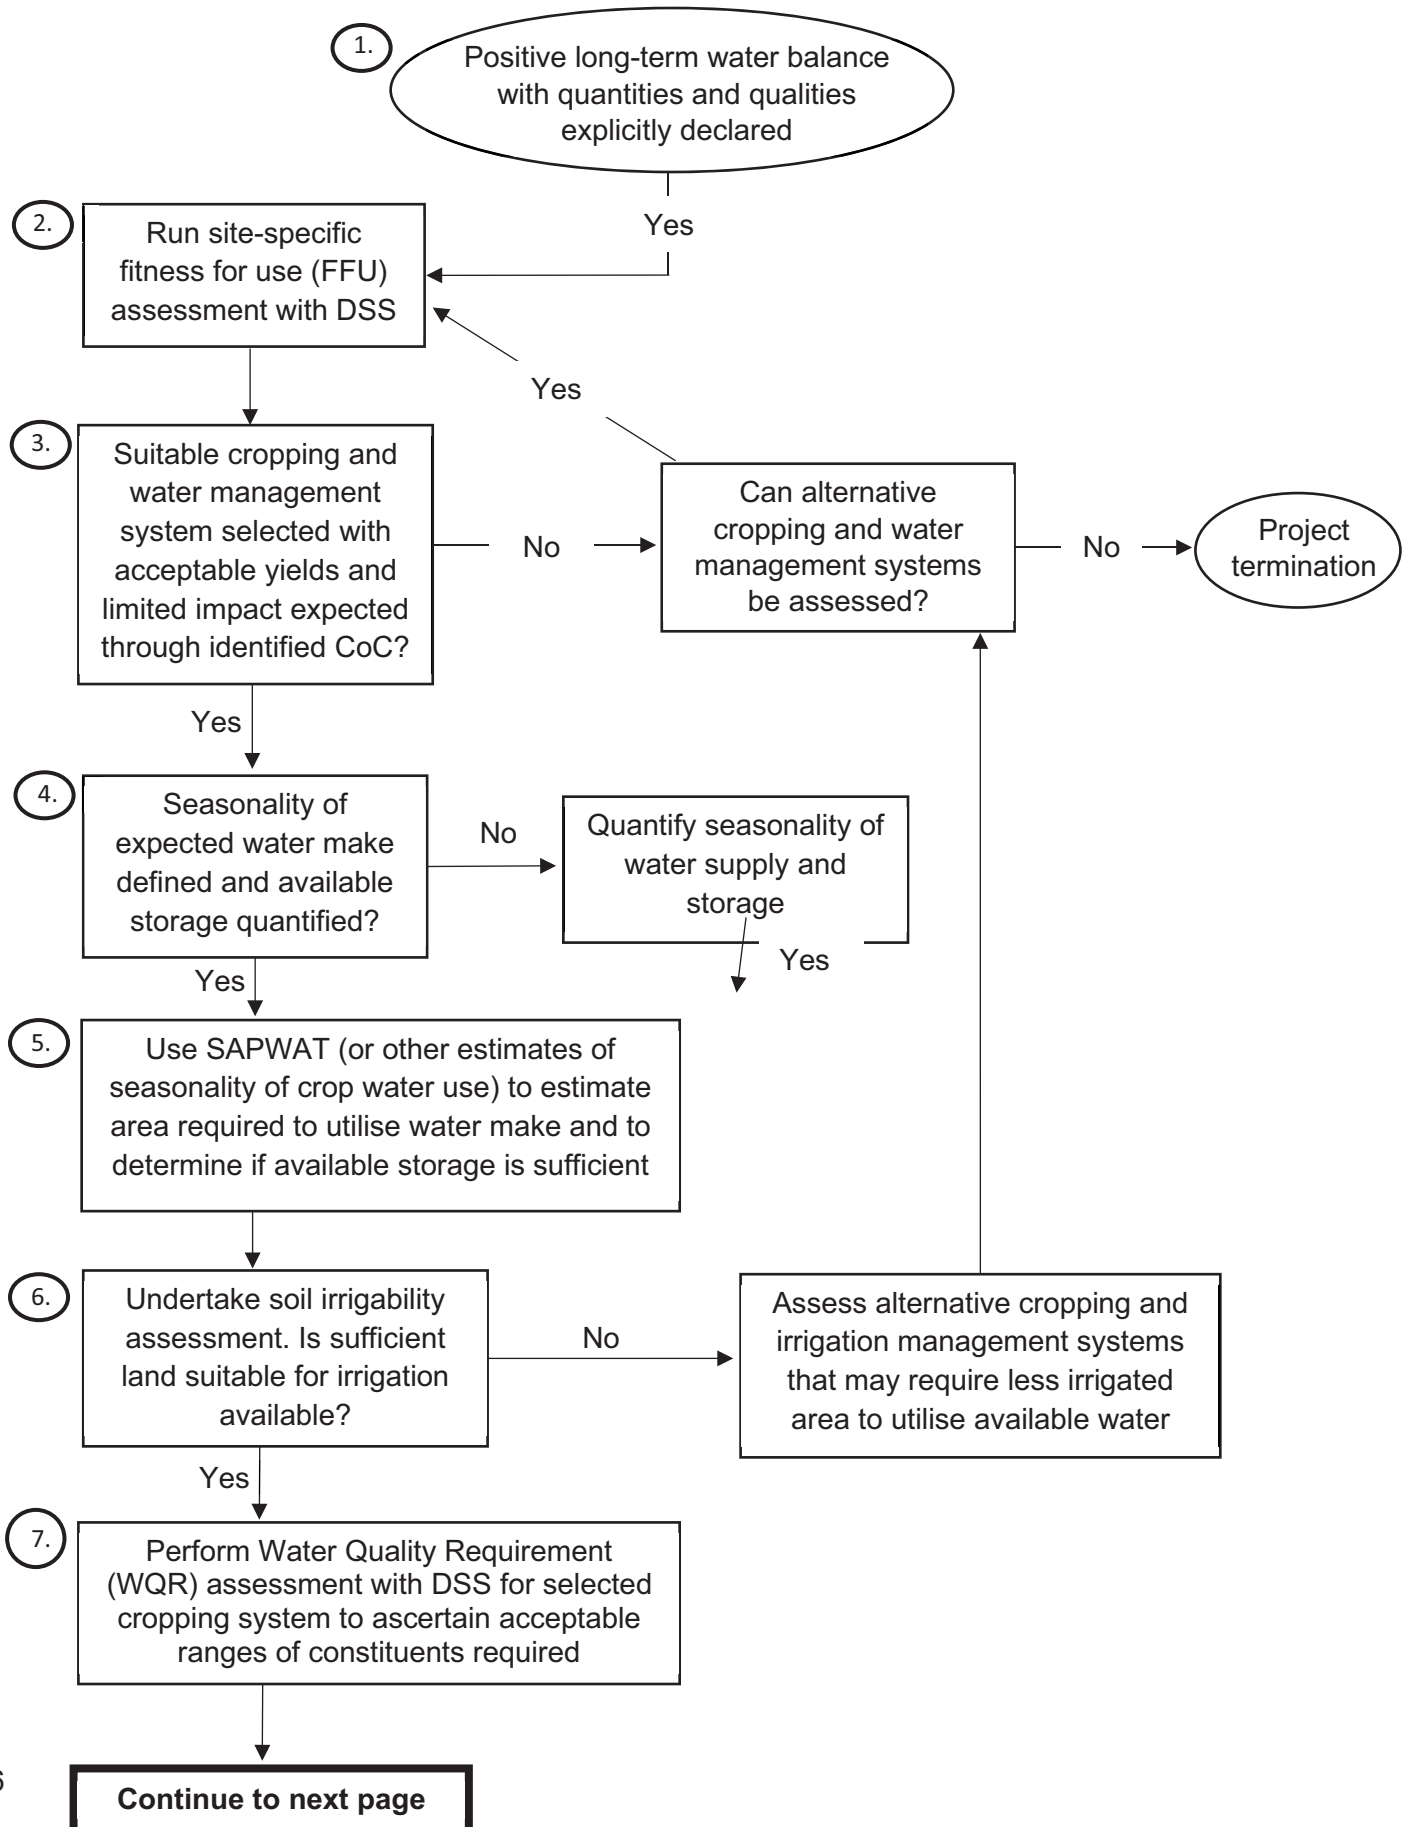 1.
Positive long-term water balance
with quantities and qualities
explicitly declared
Yes
2.
Run site-specific
fitness for use (FFU)
assessment with DSS
Yes
3.
Suitable cropping and
water management
system selected with
acceptable yields and
limited impact expected
through identified CoC?
No
Can alternative
cropping and water
management systems
be assessed?
No
Project
termination
Yes
4.
Seasonality of
expected water make
defined and available
storage quantified?
No
Quantify seasonality of
water supply and
storage
Yes
Yes
5.
Use SAPWAT (or other estimates of
seasonality of crop water use) to estimate
area required to utilise water make and to
determine if available storage is sufficient
6.
Undertake soil irrigability
assessment. Is sufficient
land suitable for irrigation
available?
No
Assess alternative cropping and
irrigation management systems
that may require less irrigated
area to utilise available water
Yes
7.
Perform Water Quality Requirement
(WQR) assessment with DSS for selected
cropping system to ascertain acceptable
ranges of constituents required
Continue to next page